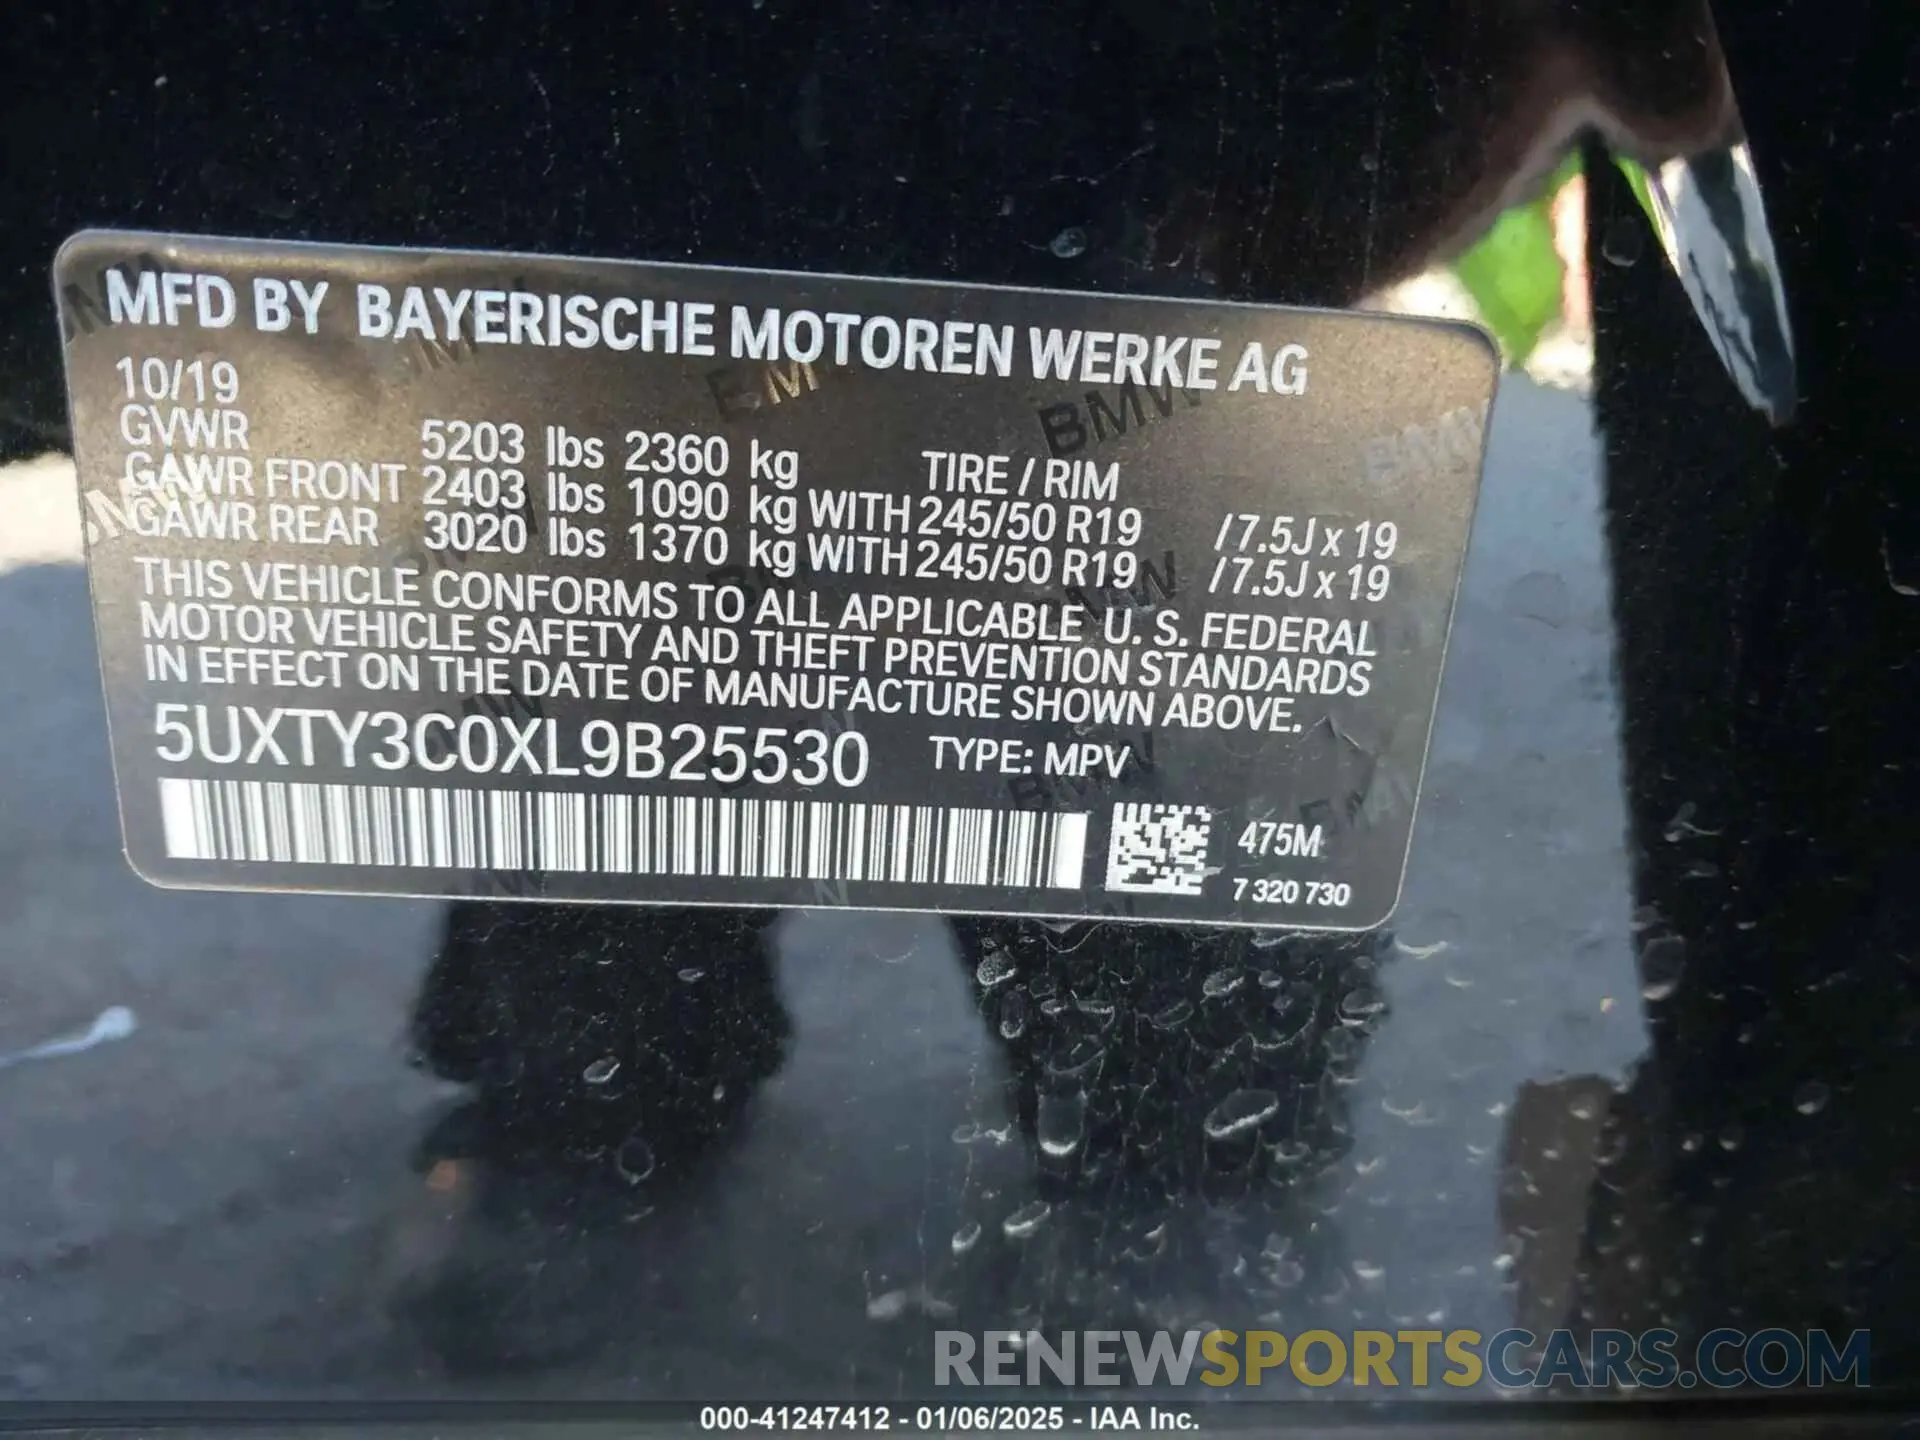 MFD BY BAYERISCHE MOTOREN WERKE AG
10/19
GVWR 5203 lbs 2360 kg TIRE / RIM
GAWR FRONT 2403 lbs 1090 kg WITH 245/50 R19 / 7.5J x 19
GAWR REAR 3020 lbs 1370 kg WITH 245/50 R19 / 7.5J x 19
THIS VEHICLE CONFORMS TO ALL APPLICABLE U. S. FEDERAL
MOTOR VEHICLE SAFETY AND THEFT PREVENTION STANDARDS
IN EFFECT ON THE DATE OF MANUFACTURE SHOWN ABOVE.
5UXTY3C0XL9B25530 TYPE: MPV
475M
7 320 730
RENEWSPORTSCARS.COM
000-41247412 - 01/06/2025 - IAA Inc.